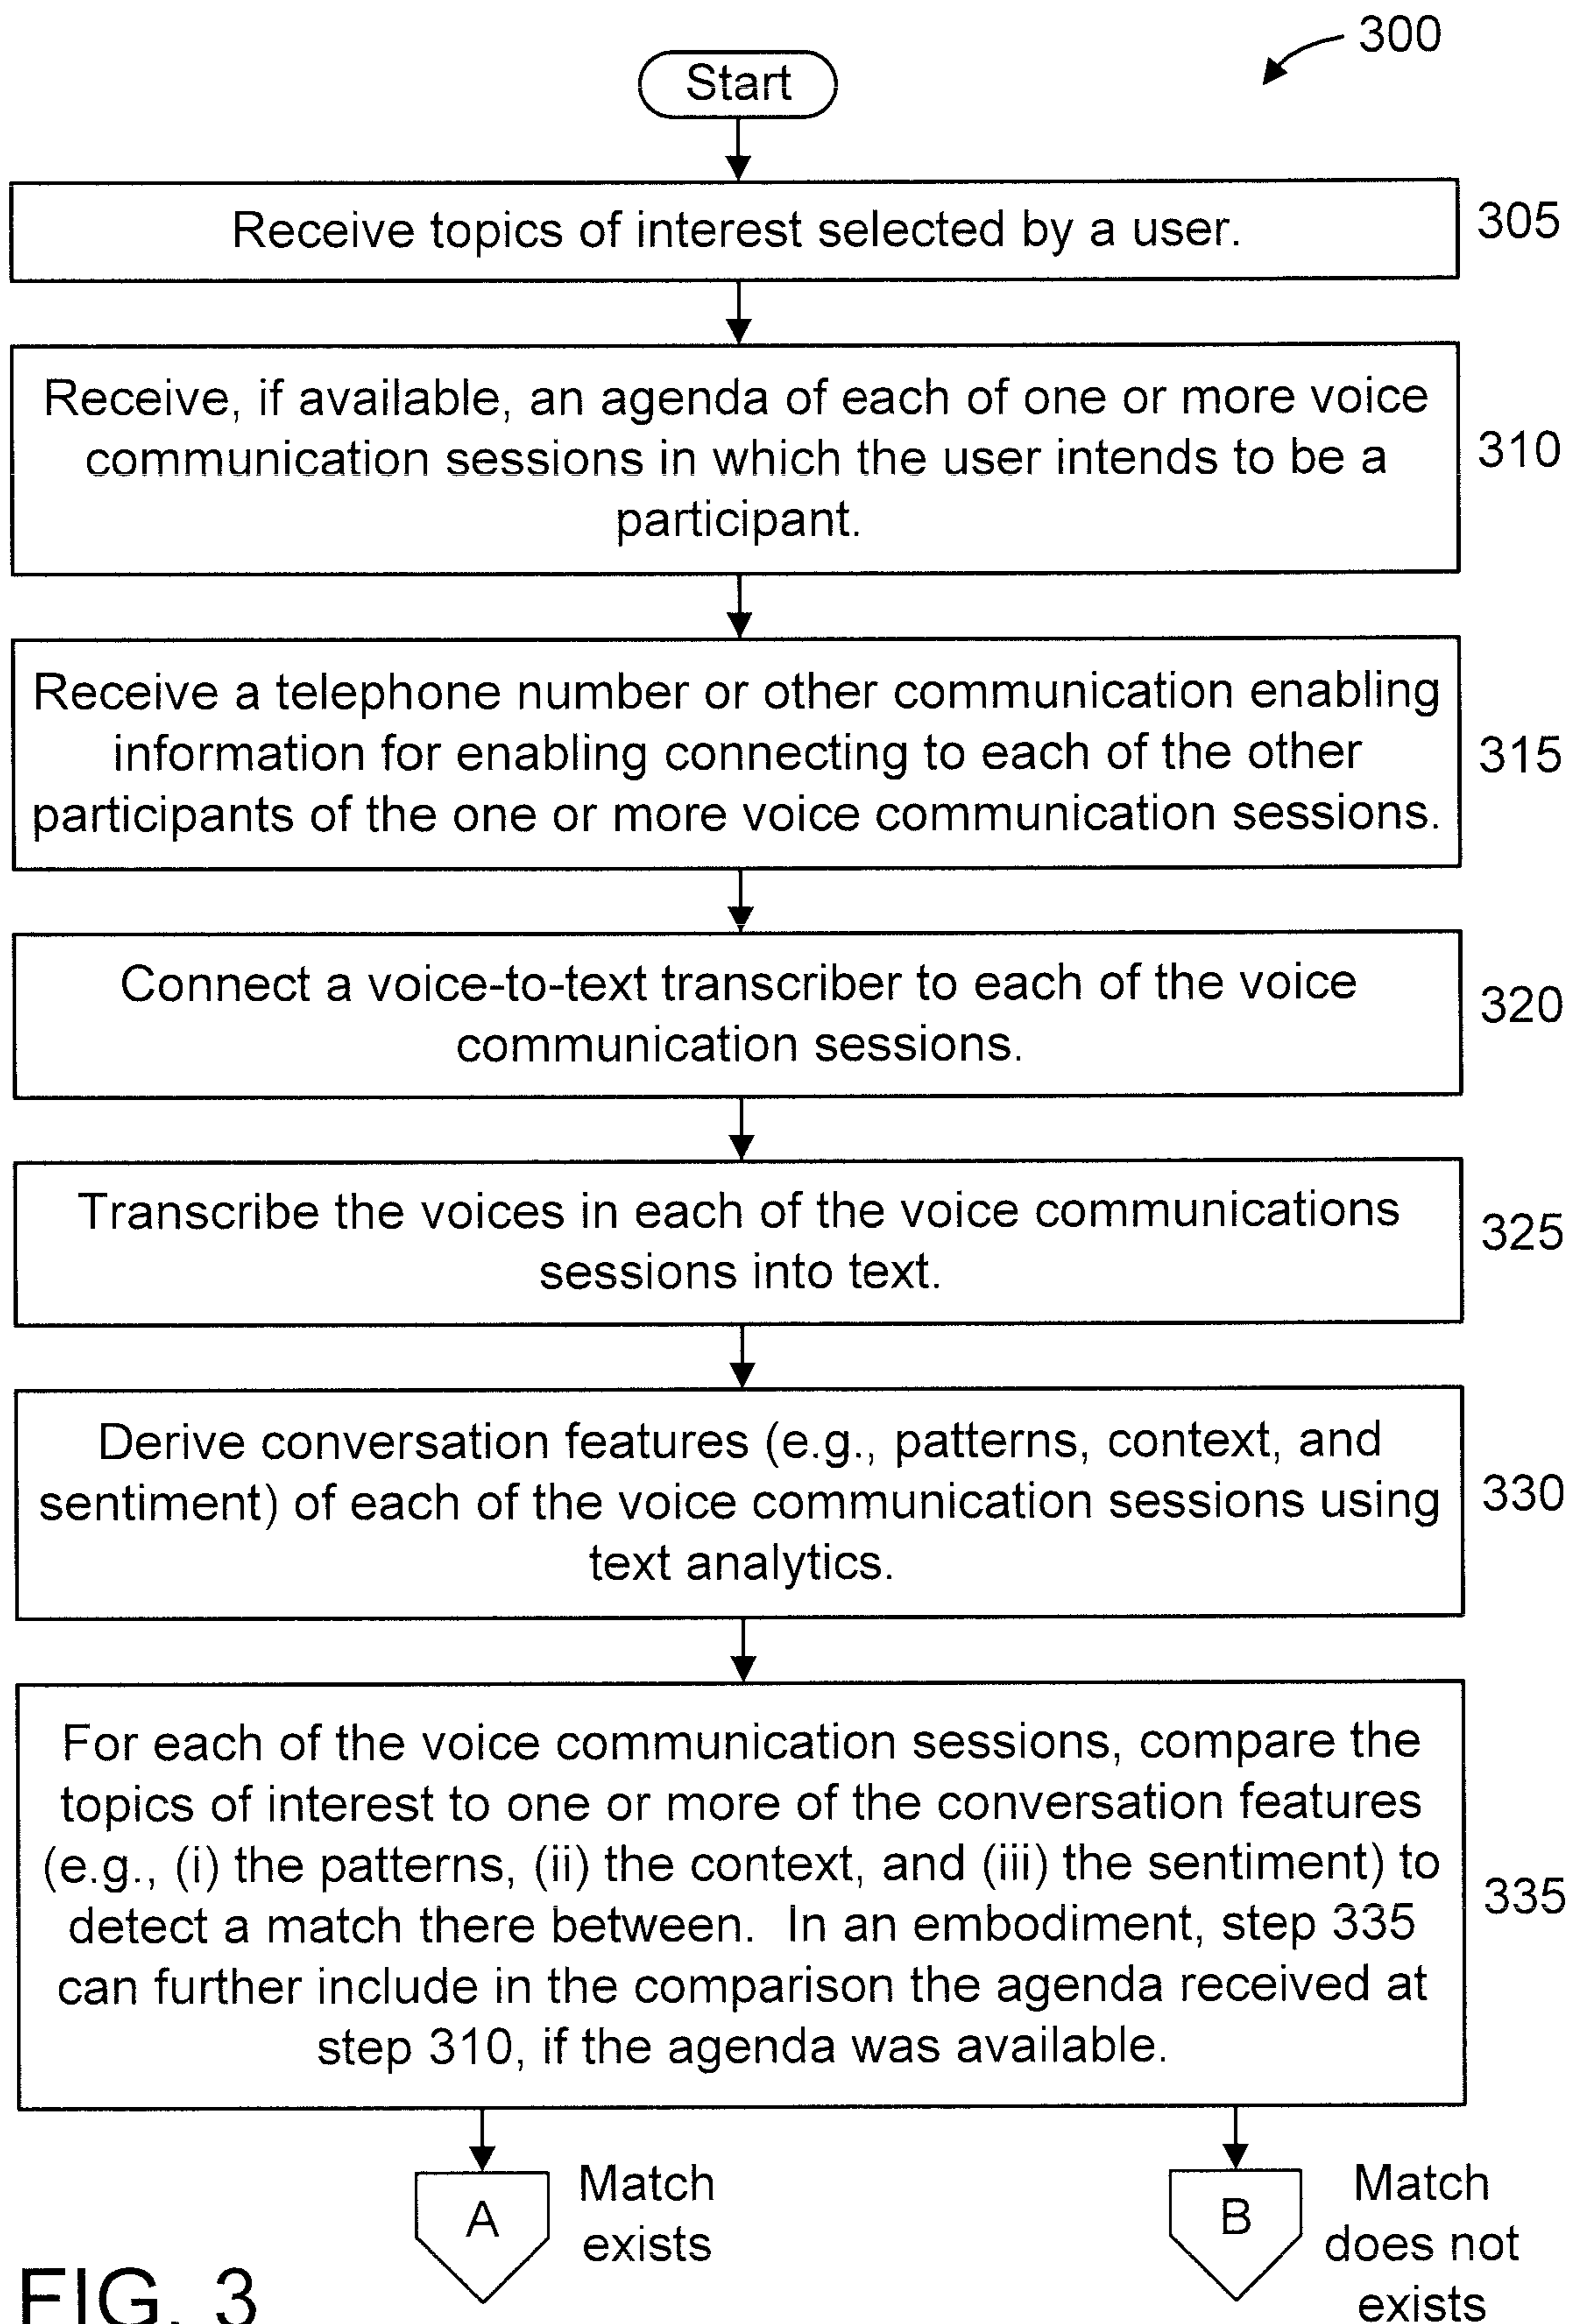 300
Start
Receive topics of interest selected by a user.
305
Receive, if available, an agenda of each of one or more voice
communication sessions in which the user intends to be a
participant.
310
Receive a telephone number or other communication enabling
information for enabling connecting to each of the other
participants of the one or more voice communication sessions.
315
Connect a voice-to-text transcriber to each of the voice
communication sessions.
320
Transcribe the voices in each of the voice communications
sessions into text.
325
Derive conversation features (e.g., patterns, context, and
sentiment) of each of the voice communication sessions using
text analytics.
330
For each of the voice communication sessions, compare the
topics of interest to one or more of the conversation features
(e.g., (i) the patterns, (ii) the context, and (iii) the sentiment) to
detect a match there between. In an embodiment, step 335
can further include in the comparison the agenda received at
step 310, if the agenda was available.
335
A
Match
exists
B
Match
does not
exists
FIG. 3